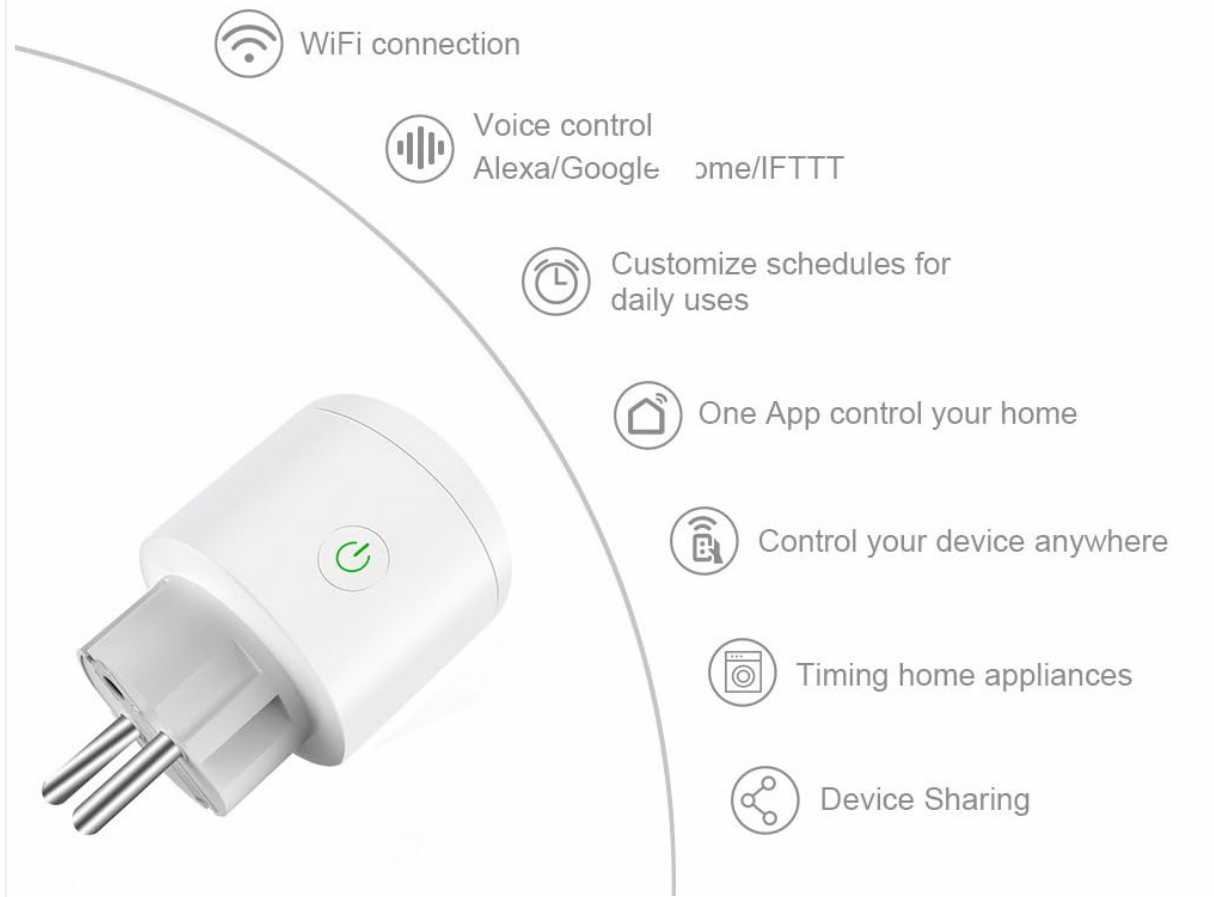 WiFi connection
Voice control
Alexa/Google ome/IFTTT
Customize schedules for
daily uses
One App control your home
Control your device anywhere
Timing home appliances
Device Sharing